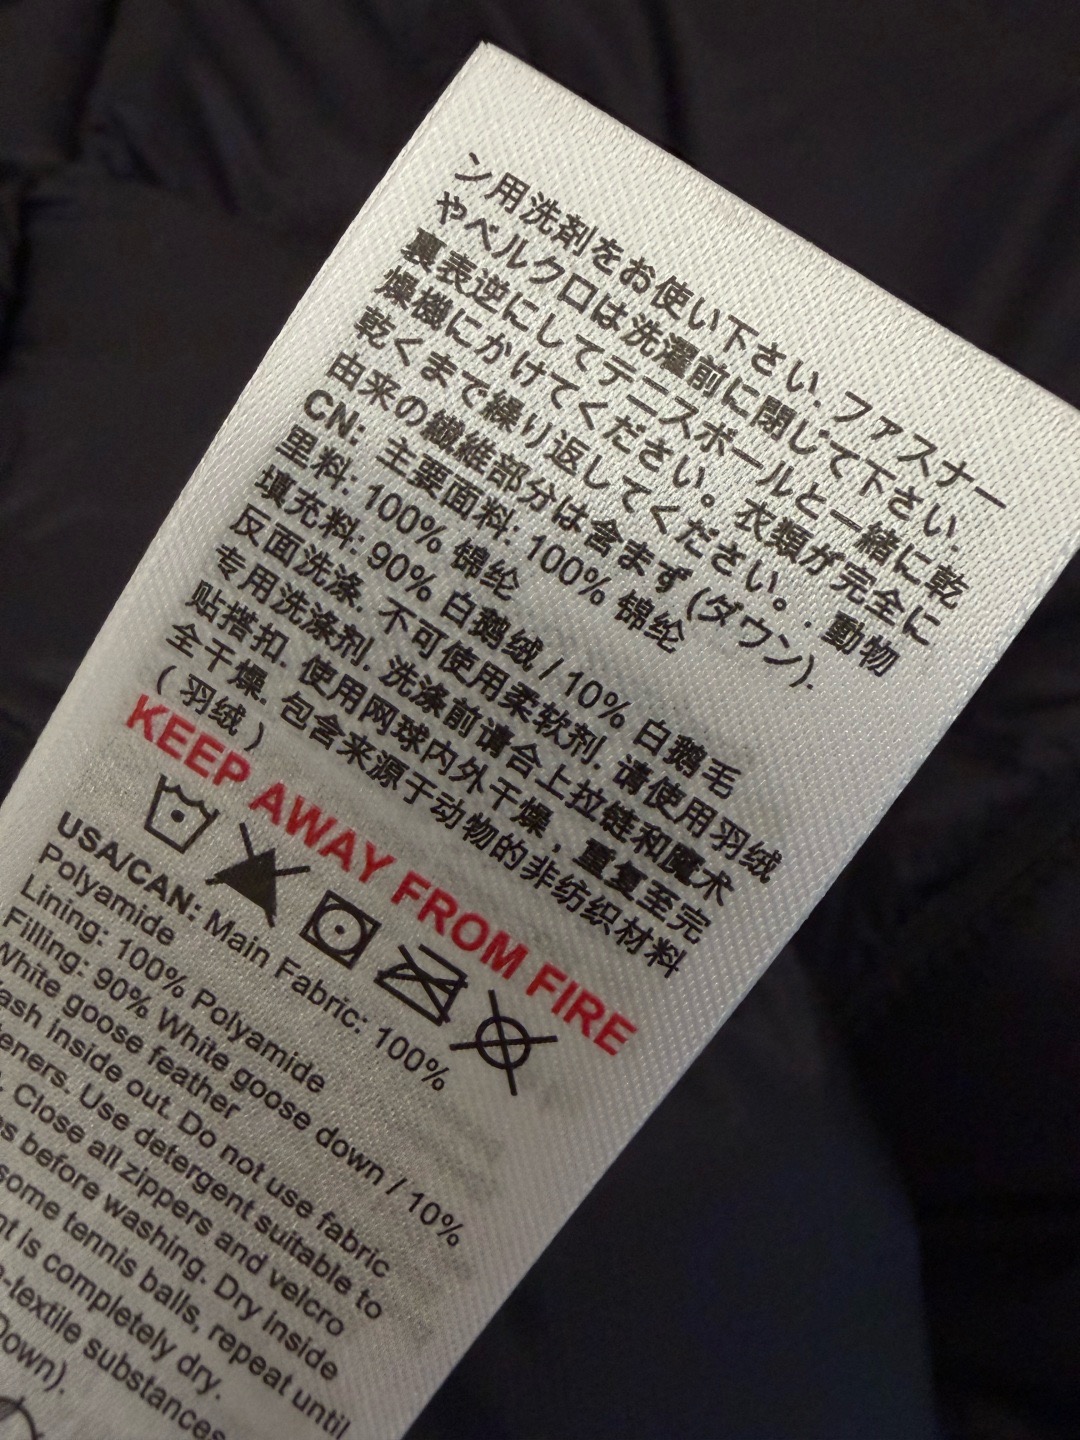 ン用洗剤をお使い下さい. ファスナー
やベルクロは洗濯前に閉じて下さい.
裏表逆にしてテニスボールと一緒に乾
燥機にかけてください。衣類が完全に
乾くまで繰り返してください。・動物
由来の繊維部分は含まず (ダウン).
CN: 主要面料: 100% 锦纶
里料: 100% 锦纶
填充料: 90% 白鹅绒 / 10% 白鹅毛
反面洗涤. 不可使用柔软剂. 请使用羽绒
专用洗涤剂. 洗涤前请合上拉链和魔术
贴搭扣. 使用网球内外干燥，重复至完
全干燥. 包含来源于动物的非纺织材料
( 羽绒 )
KEEP AWAY FROM FIRE
USA/CAN: Main Fabric: 100%
Polyamide
Lining: 100% Polyamide
Filling: 90% White goose down / 10%
White goose feather
inside out. Do not use fabric
Use detergent suitable to
Close all zippers and velcro
before washing. Dry inside
some tennis balls, repeat until
is completely dry.
substances